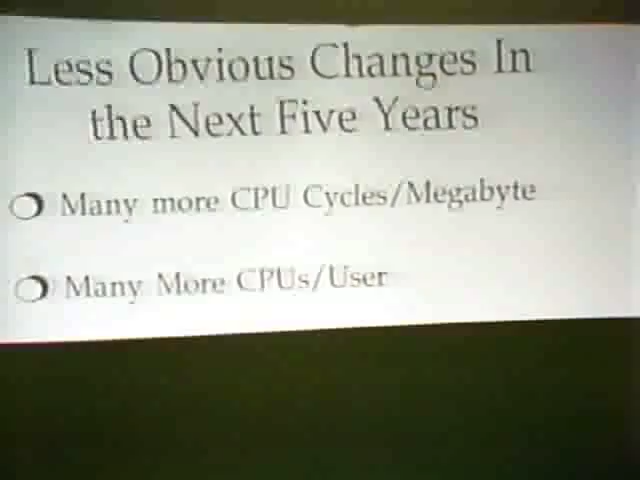 Less Obvious Changes In
the Next Five Years
Many more CPU Cycles/Megabyte
Many More CPUs/User